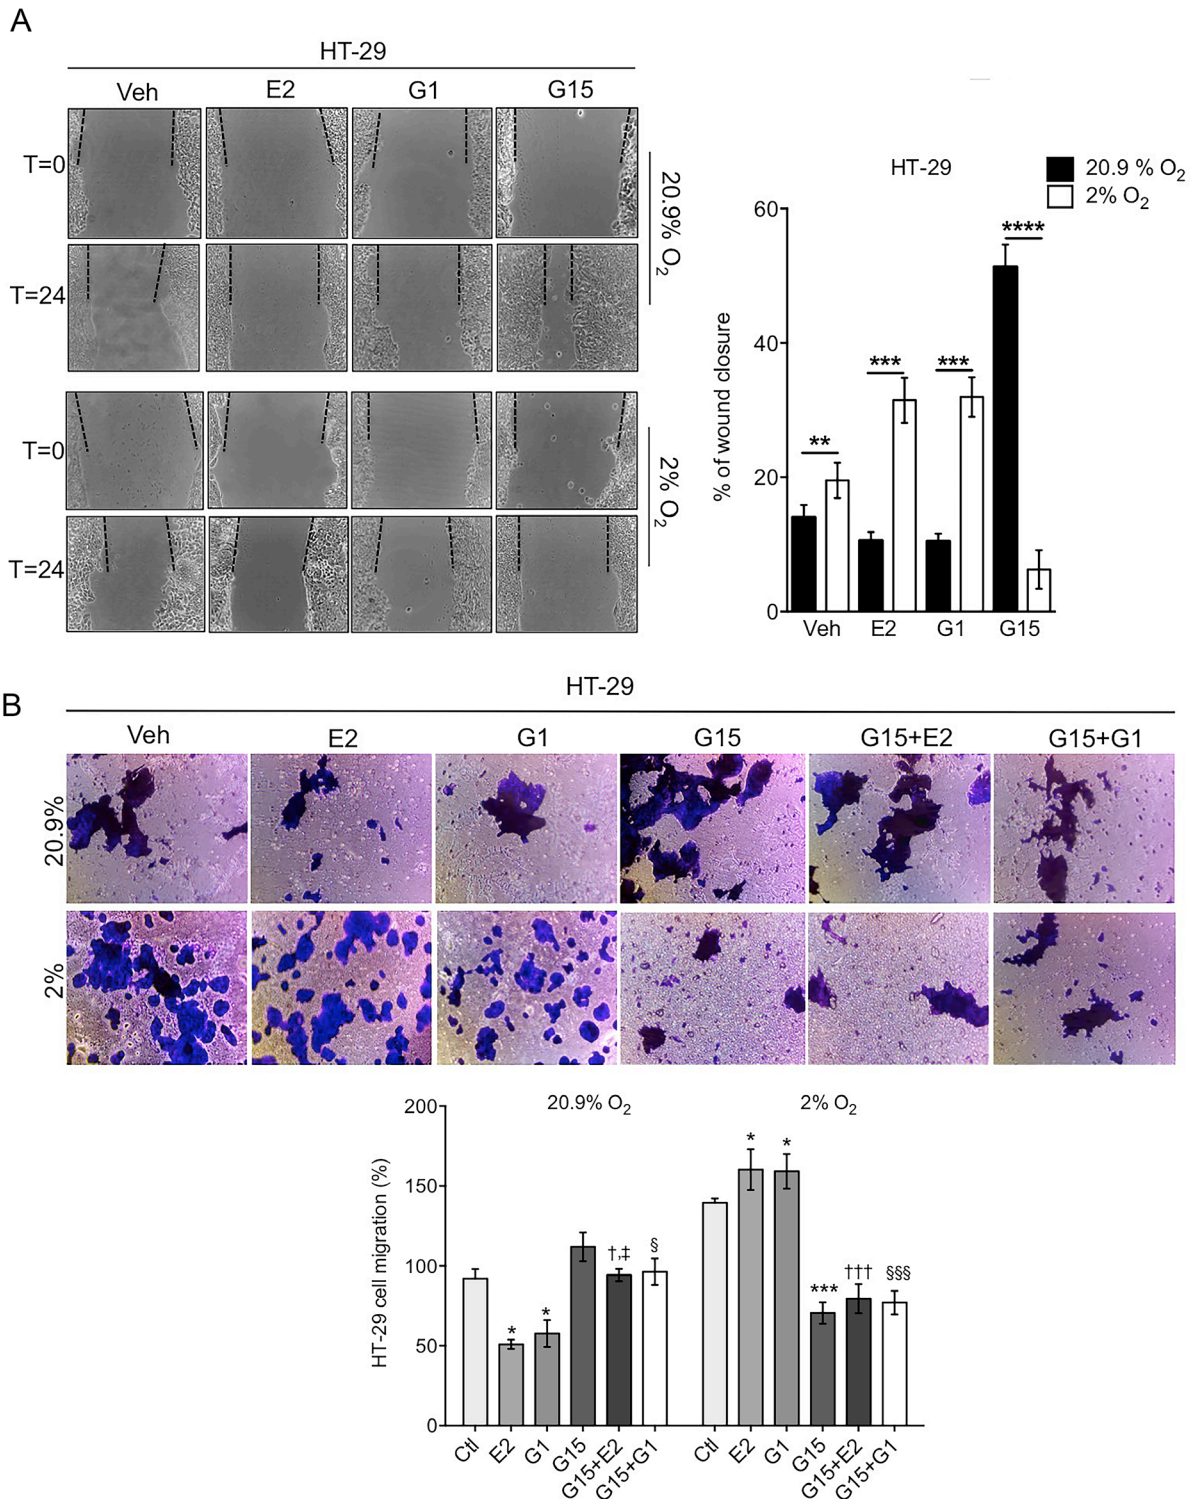 A
HT-29
Veh E2 G1 G15
T=0
20.9% O2
T=24
T=0
2% O2
T=24
HT-29
20.9 % O2
2% O2
% of wound closure
60
40
20
0
**
***
***
****
Veh E2 G1 G15
B
HT-29
Veh E2 G1 G15 G15+E2 G15+G1
20.9%
2%
20.9% O2 2% O2
HT-29 cell migration (%)
200
150
100
50
0
* * †,‡ §
* * *** ††† §§§
Ctl E2 G1 G15 G15+E2 G15+G1 Ctl E2 G1 G15 G15+E2 G15+G1